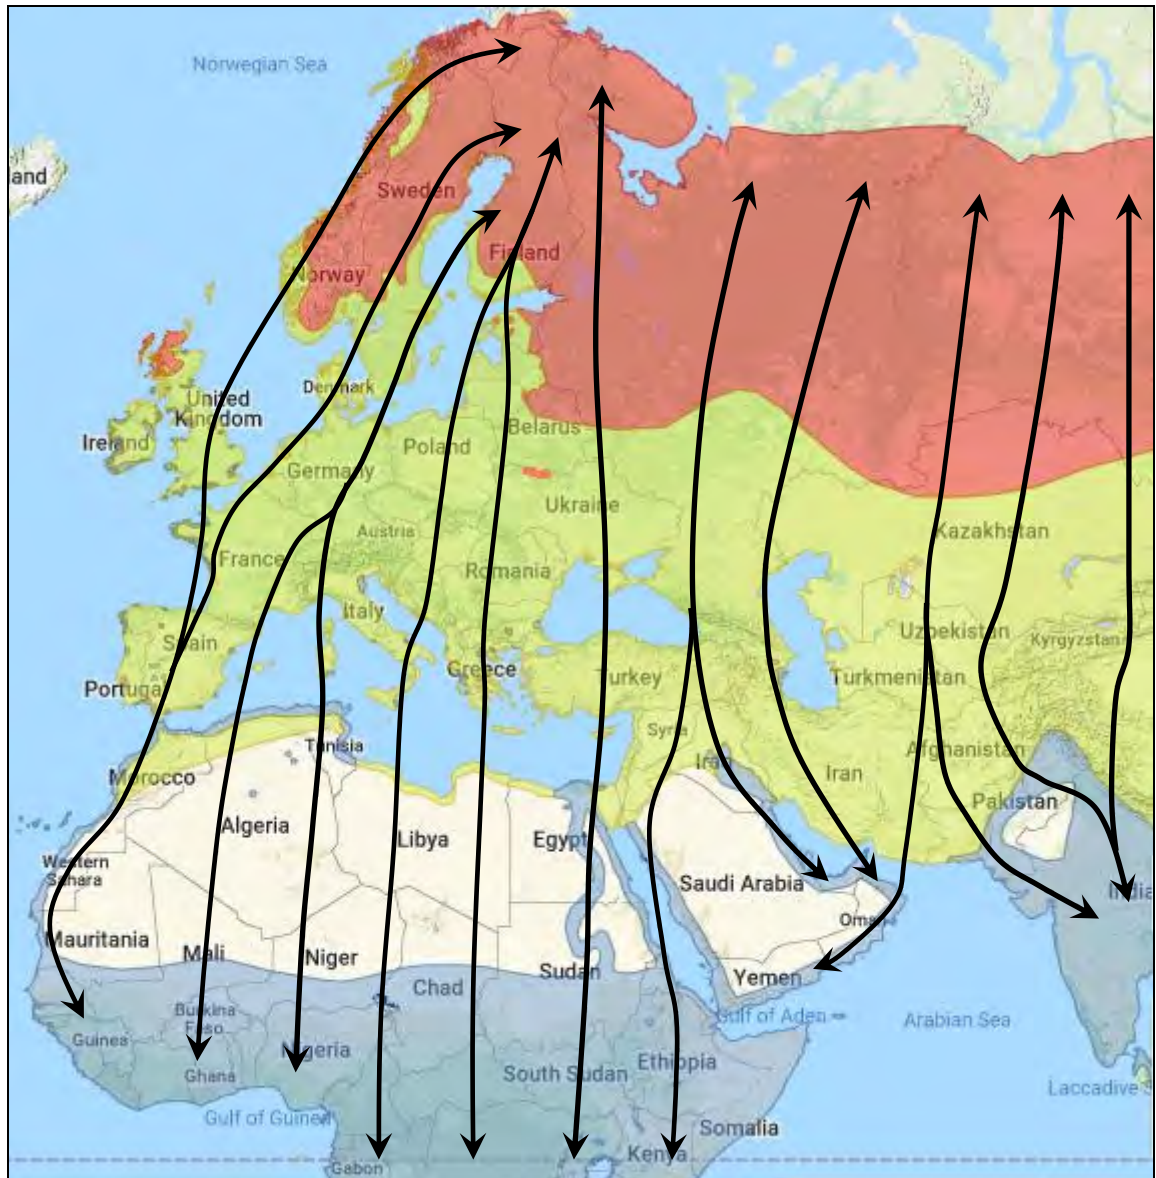 Norwegian Sea
and
Sweden
Finland
Norway
Denmark
United
Kingdom
Ireland
Belarus
Poland
Germany
Ukraine
Austria
Kazakhstan
France
Romania
Italy
Uzbekistan
Kyrgyzstan
Spain
Greece
Turkey
Turkmenistan
Portuga
Syria
Tunisia
Afghanistan
Iraq
Morocco
Iran
Pakistan
Algeria
Libya
Egypt
Western
Sahara
Saudi Arabia
India
Oman
Mauritania
Mali
Niger
Sudan
Yemen
Chad
Burkina
Faso
Gulf of Aden
Arabian Sea
Guinea
Nigeria
Ethiopia
Ghana
South Sudan
Laccadive S
Gulf of Guinea
Somalia
Kenya
Gabon